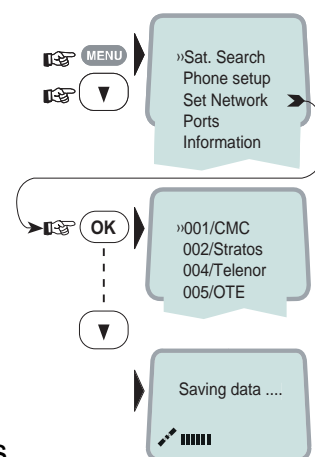 MENU
»Sat. Search
Phone setup
Set Network
Ports
Information
OK
»001/CMC
002/Stratos
004/Telenor
005/OTE
Saving data ....
s